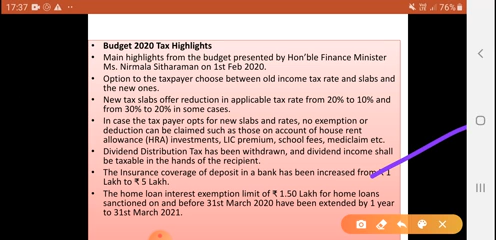 17:37
76%
• Budget 2020 Tax Highlights
• Main highlights from the budget presented by Hon'ble Finance Minister
Ms. Nirmala Sitharaman on 1st Feb 2020.
• Option to the taxpayer choose between old income tax rate and slabs and
the new ones.
• New tax slabs offer reduction in applicable tax rate from 20% to 10% and
from 30% to 20% in some cases.
• In case the tax payer opts for new slabs and rates, no exemption or
deduction can be claimed such as those on account of house rent
allowance (HRA) investments, LIC premium, school fees, mediclaim etc.
• Dividend Distribution Tax has been withdrawn, and dividend income shall
be taxable in the hands of the recipient.
• The Insurance coverage of deposit in a bank has been increased from ₹ 1
Lakh to ₹ 5 Lakh.
• The home loan interest exemption limit of ₹ 1.50 Lakh for home loans
sanctioned on and before 31st March 2020 have been extended by 1 year
to 31st March 2021.